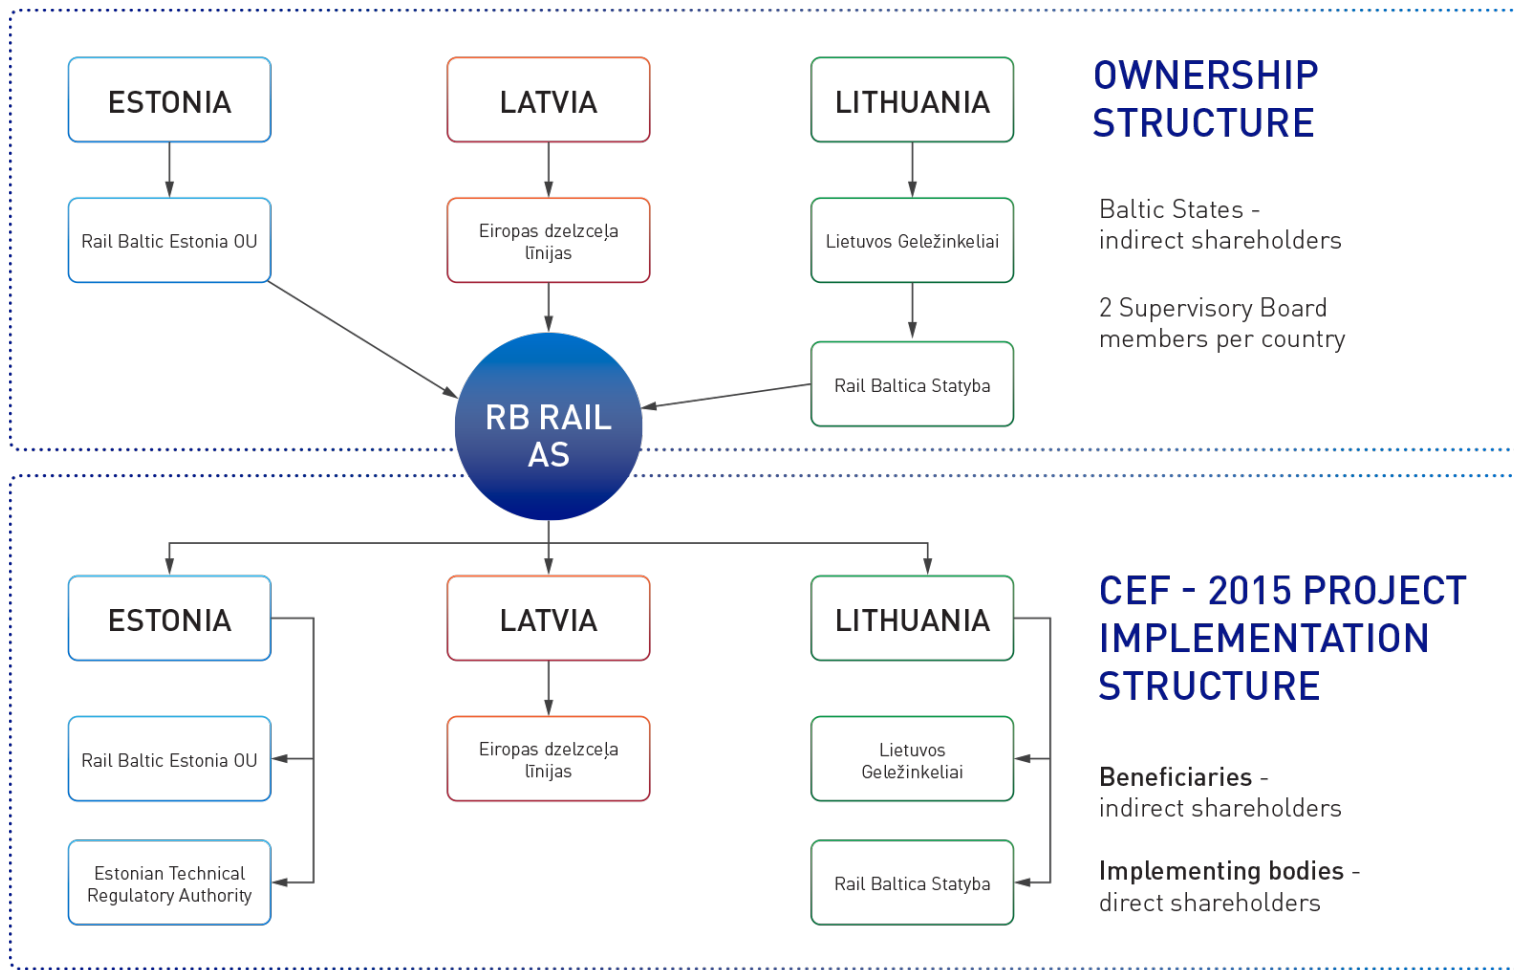 ESTONIA
LATVIA
LITHUANIA
OWNERSHIP
STRUCTURE
Rail Baltic Estonia OU
Eiropas dzelzceļa
līnijas
Lietuvos Geležinkeliai
Baltic States -
indirect shareholders
2 Supervisory Board
members per country
Rail Baltica Statyba
RB RAIL
AS
ESTONIA
LATVIA
LITHUANIA
CEF - 2015 PROJECT
IMPLEMENTATION
STRUCTURE
Rail Baltic Estonia OU
Eiropas dzelzceļa
līnijas
Lietuvos
Geležinkeliai
Beneficiaries -
indirect shareholders
Estonian Technical
Regulatory Authority
Rail Baltica Statyba
Implementing bodies -
direct shareholders